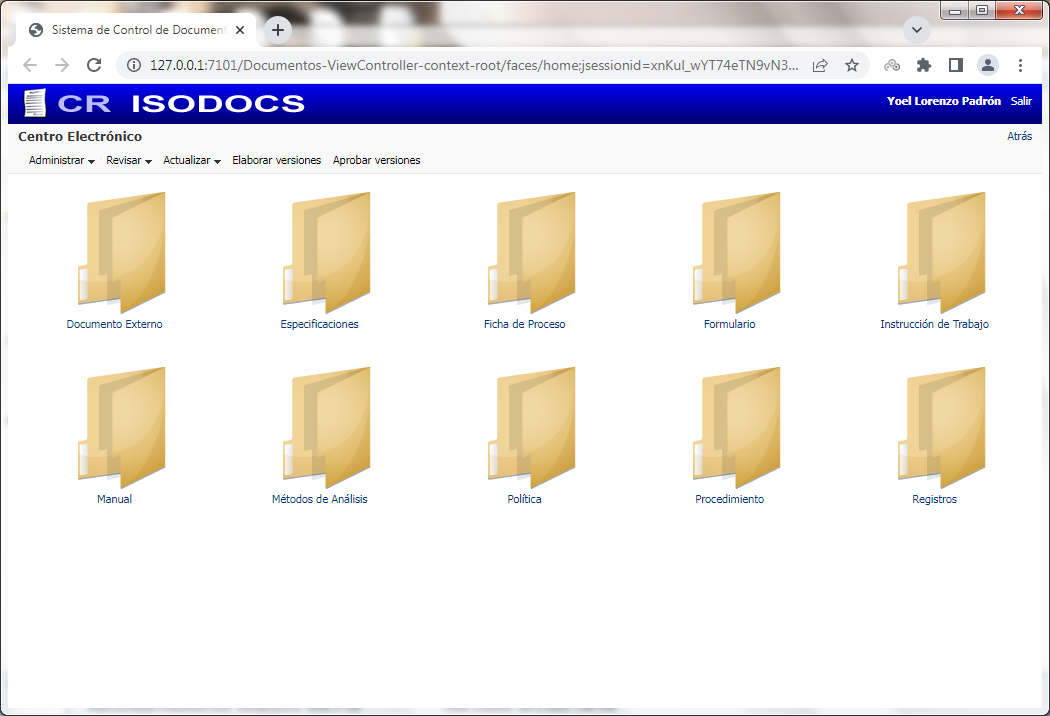 Sistema de Control de Document
127.0.0.1:7101/Documentos-ViewController-context-root/faces/home;jsessionid=xnKul_wYT74eTN9vN3...
CR ISODOCS
Yoel Lorenzo Padrón Salir
Centro Electrónico Atrás
Administrar Revisar Actualizar Elaborar versiones Aprobar versiones
Documento Externo Especificaciones Ficha de Proceso Formulario Instrucción de Trabajo
Manual Métodos de Análisis Política Procedimiento Registros